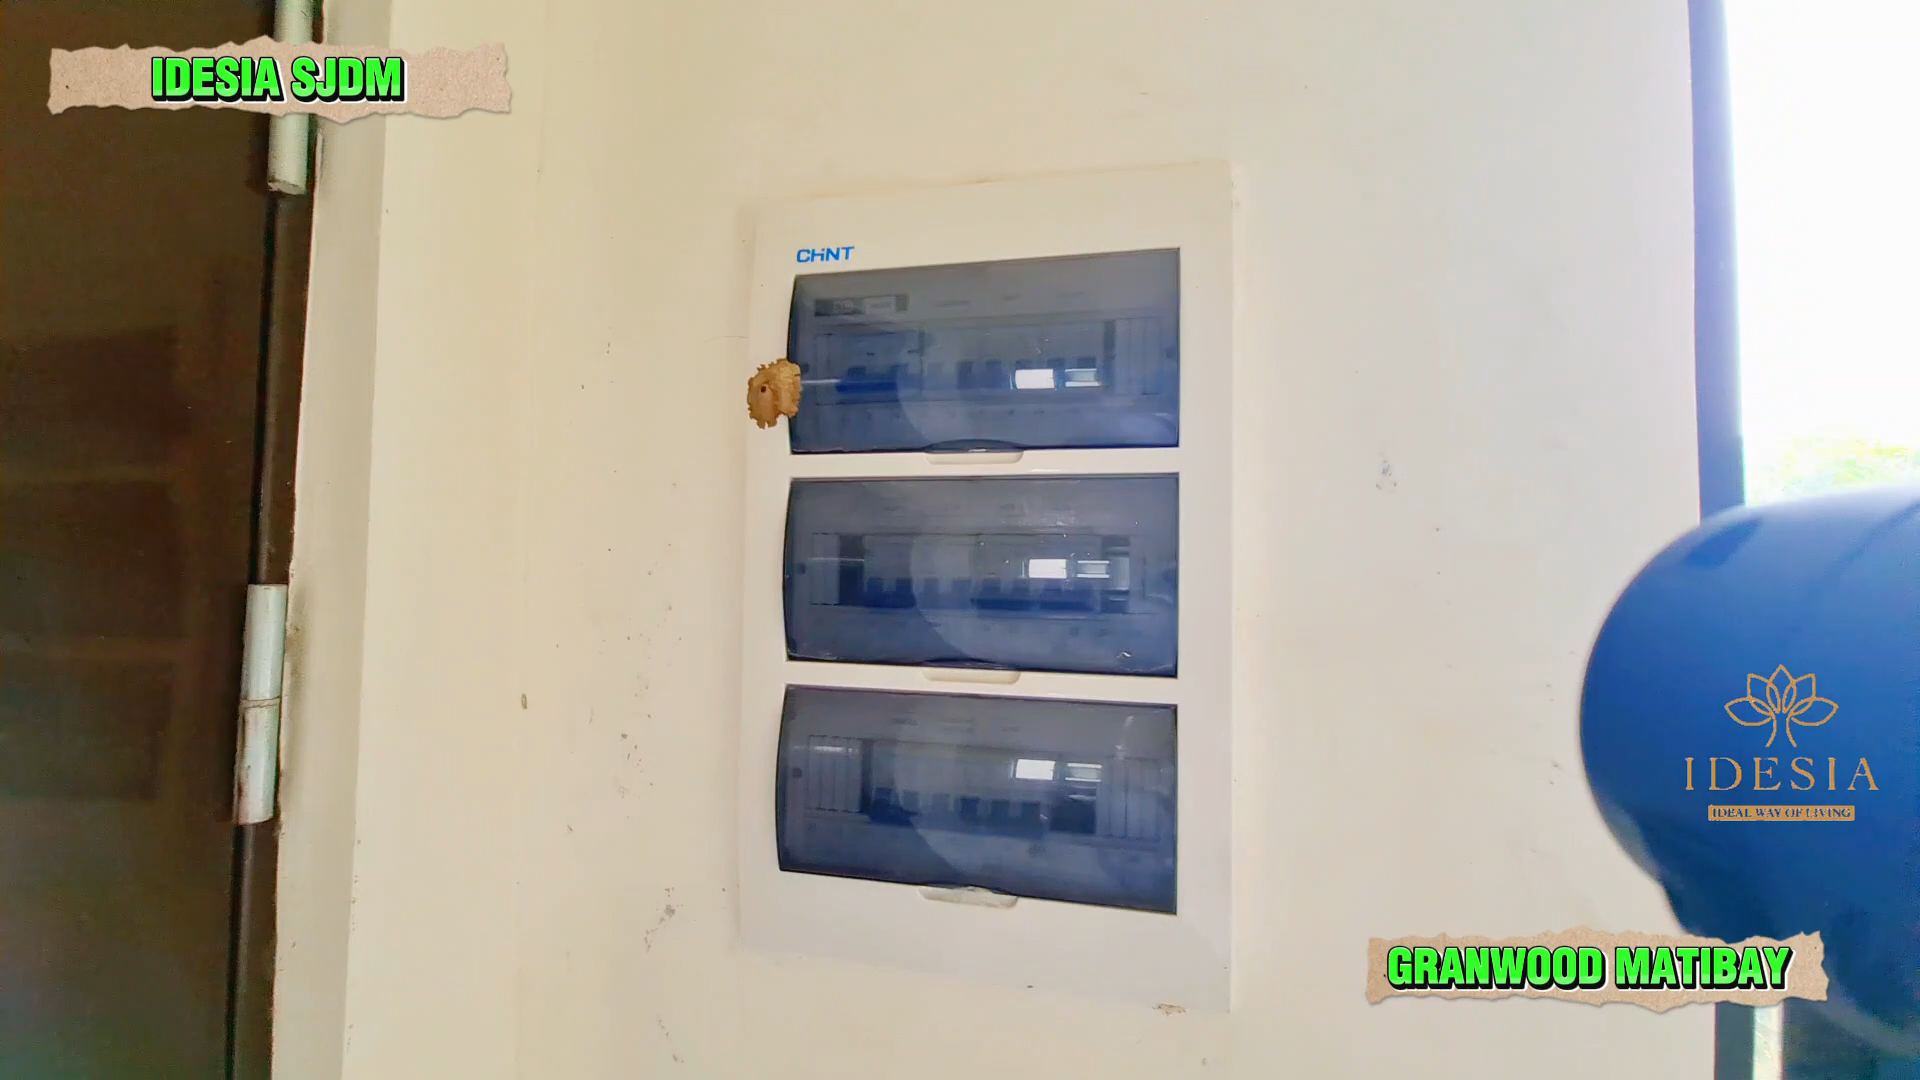 IDESIA SJDM
CHNT
IDESIA
IDEAL WAY OF LIVING
GRANWOOD MATIBAY